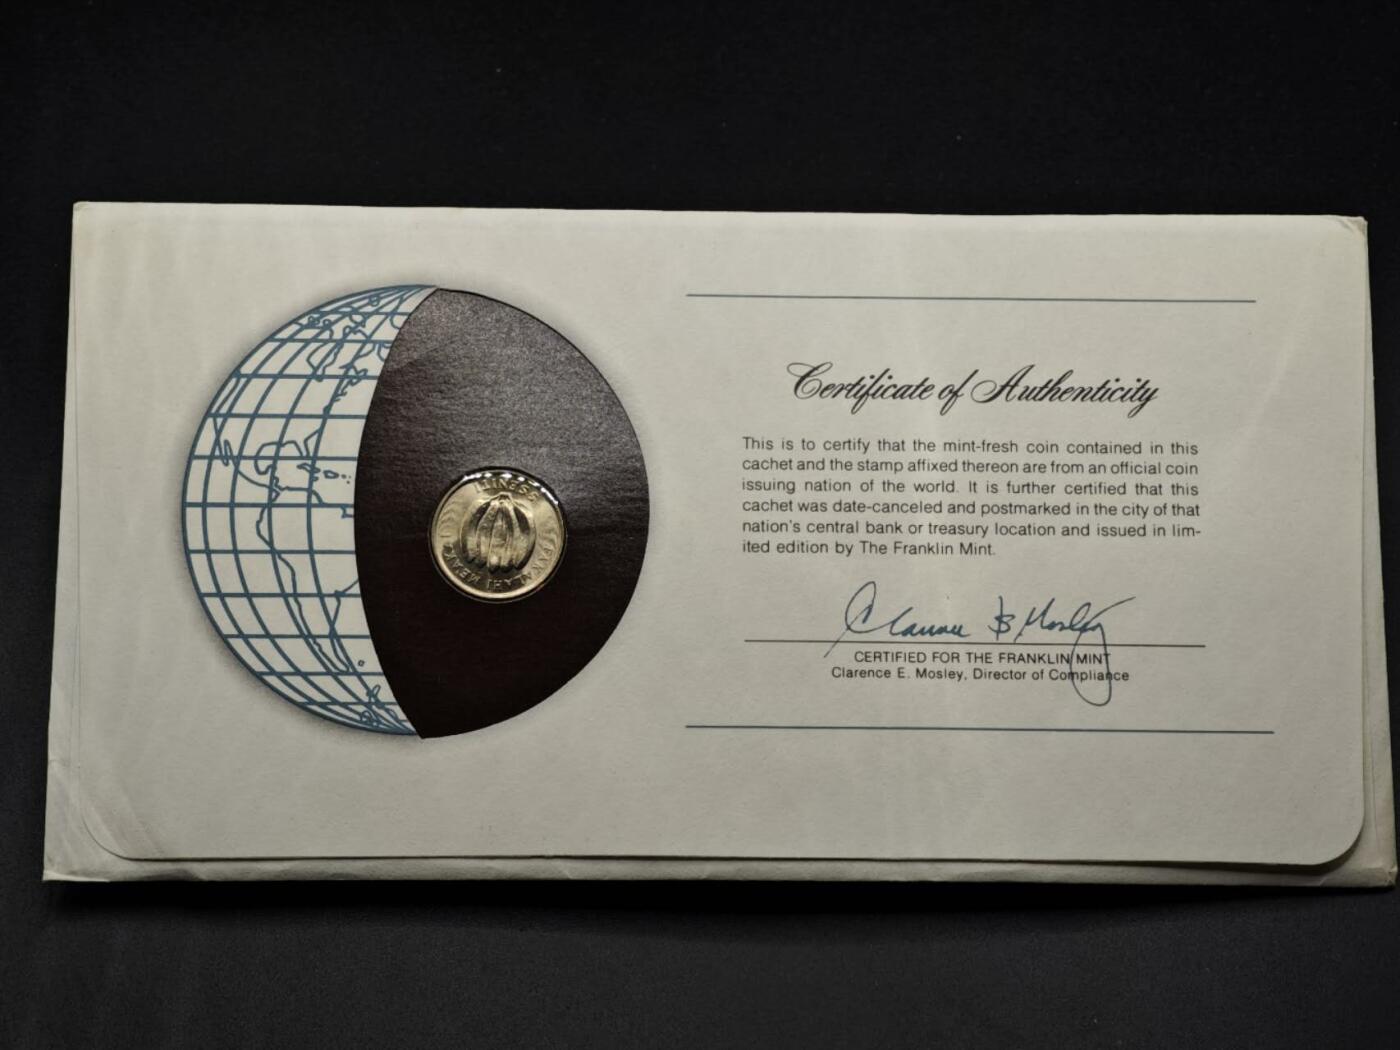 Certificate of Authenticity
This is to certify that the mint-fresh coin contained in this
cachet and the stamp affixed thereon are from an official coin
issuing nation of the world. It is further certified that this
cachet was date-canceled and postmarked in the city of that
nation's central bank or treasury location and issued in lim-
ited edition by The Franklin Mint.
Clarence E Mosley
CERTIFIED FOR THE FRANKLIN MINT
Clarence E. Mosley, Director of Compliance